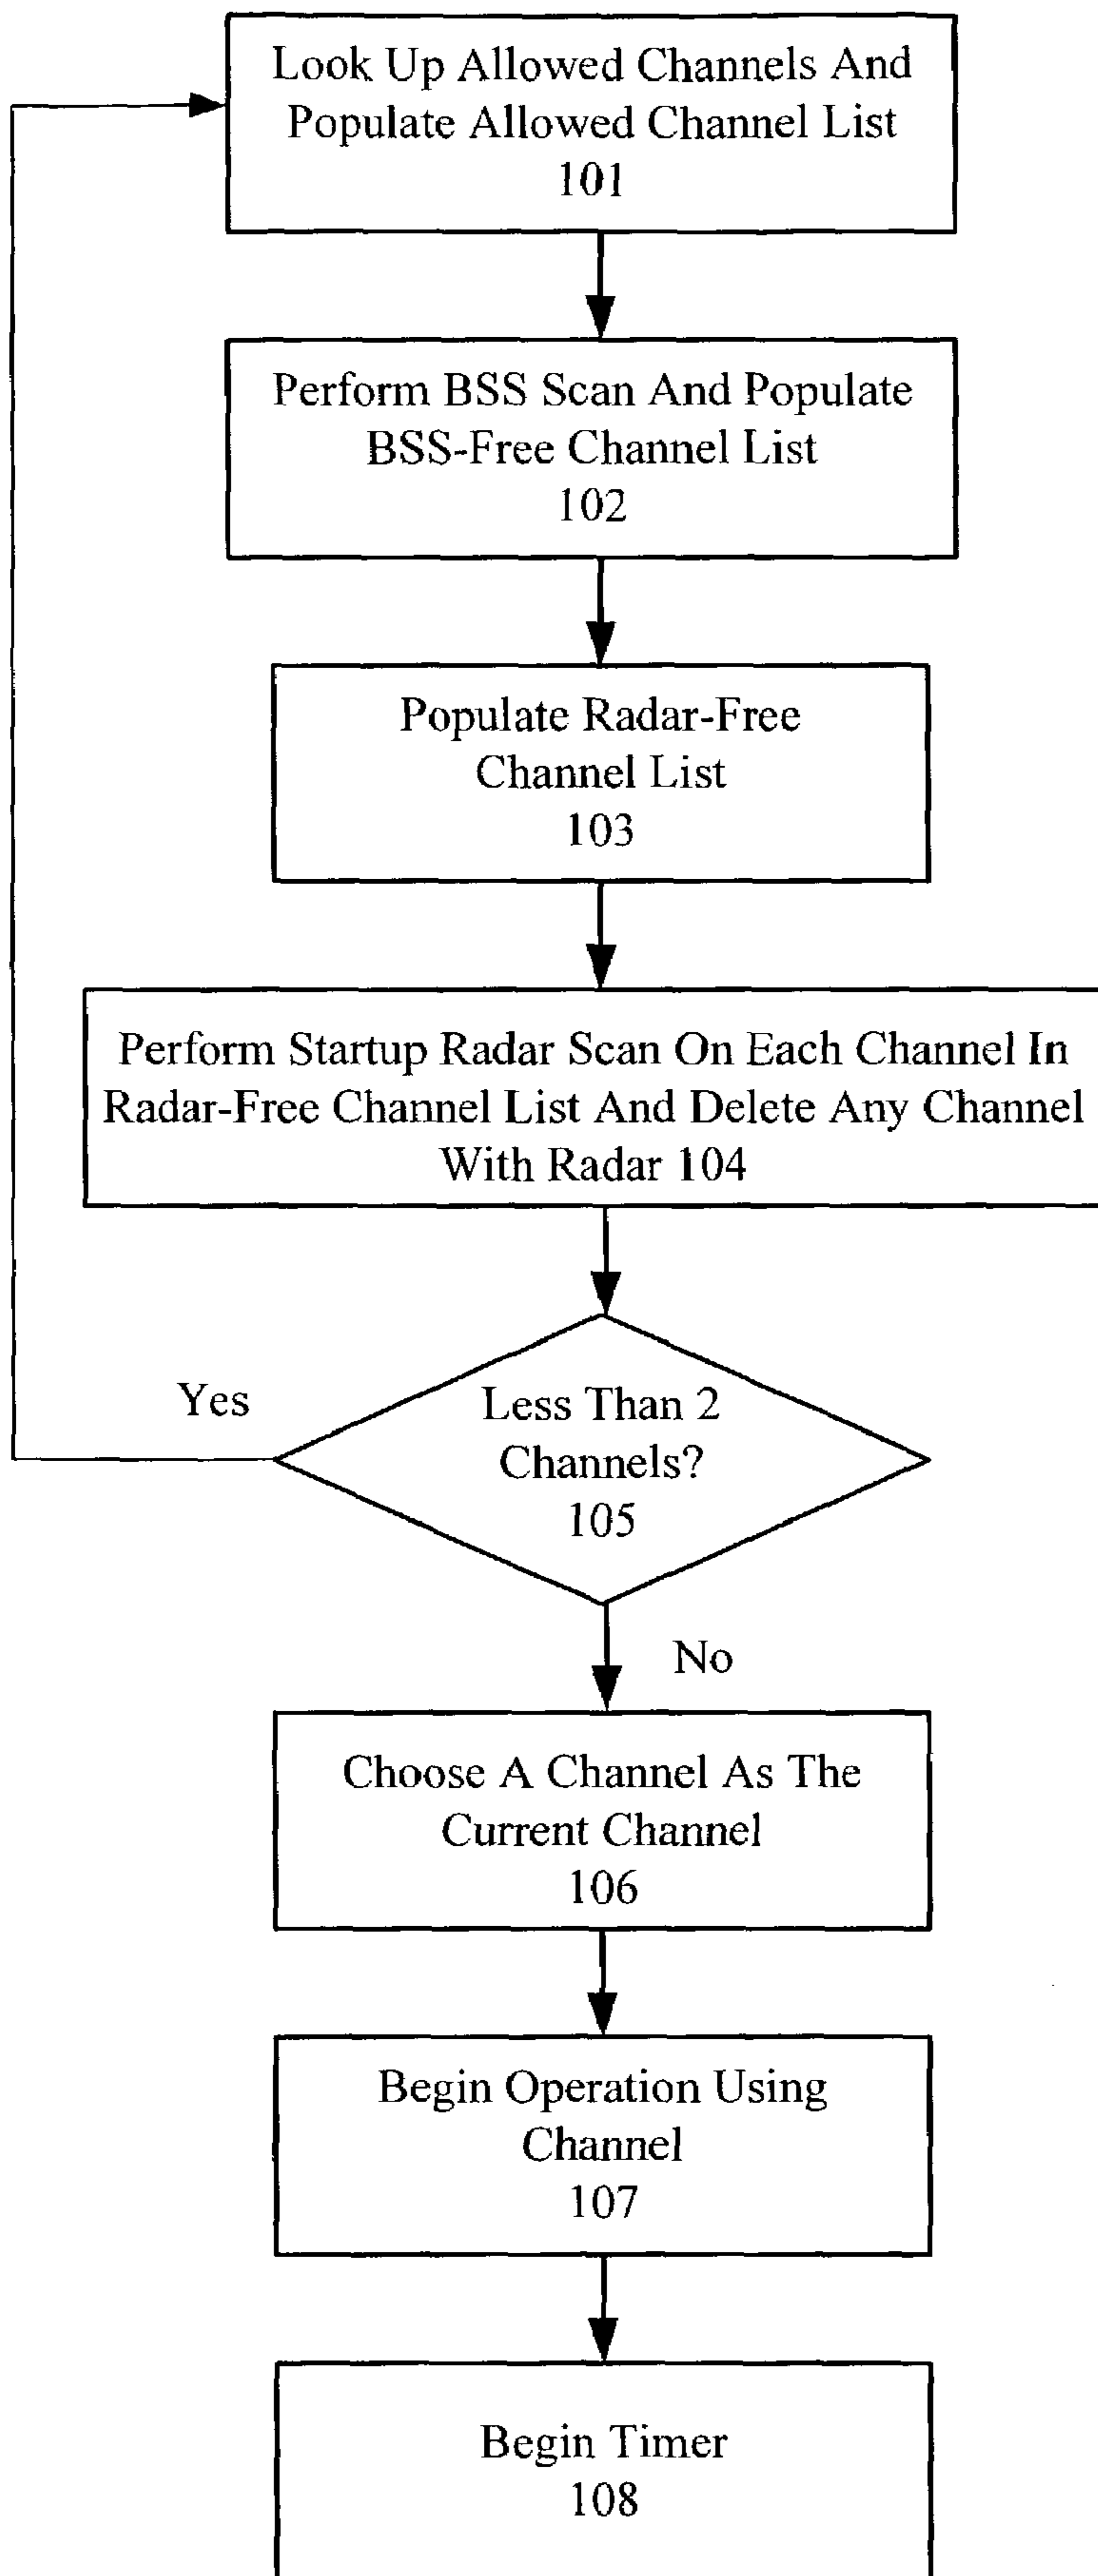 Look Up Allowed Channels And
Populate Allowed Channel List
101
Perform BSS Scan And Populate
BSS-Free Channel List
102
Populate Radar-Free
Channel List
103
Perform Startup Radar Scan On Each Channel In
Radar-Free Channel List And Delete Any Channel
With Radar 104
Yes
Less Than 2
Channels?
105
No
Choose A Channel As The
Current Channel
106
Begin Operation Using
Channel
107
Begin Timer
108